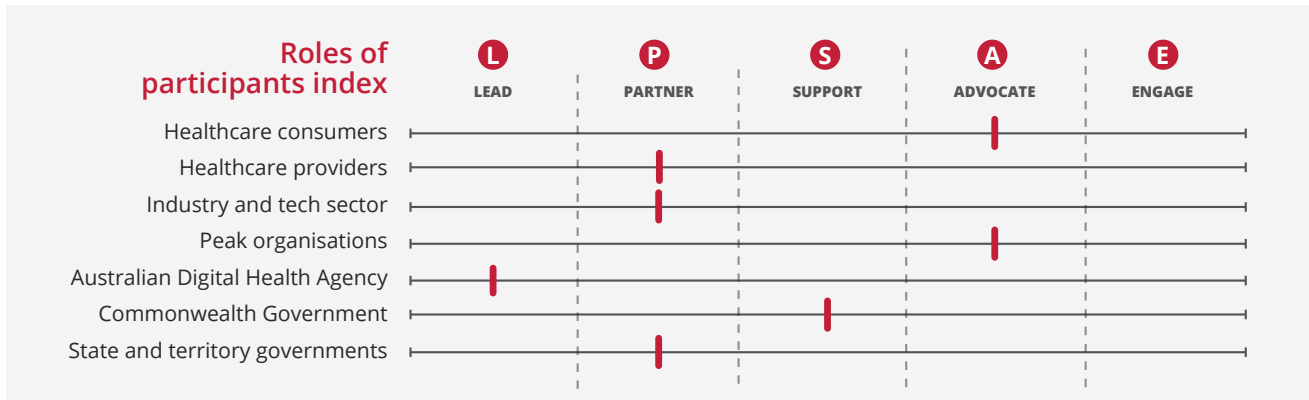 Roles of
participants index
L P S A E
LEAD PARTNER SUPPORT ADVOCATE ENGAGE
Healthcare consumers
Healthcare providers
Industry and tech sector
Peak organisations
Australian Digital Health Agency
Commonwealth Government
State and territory governments